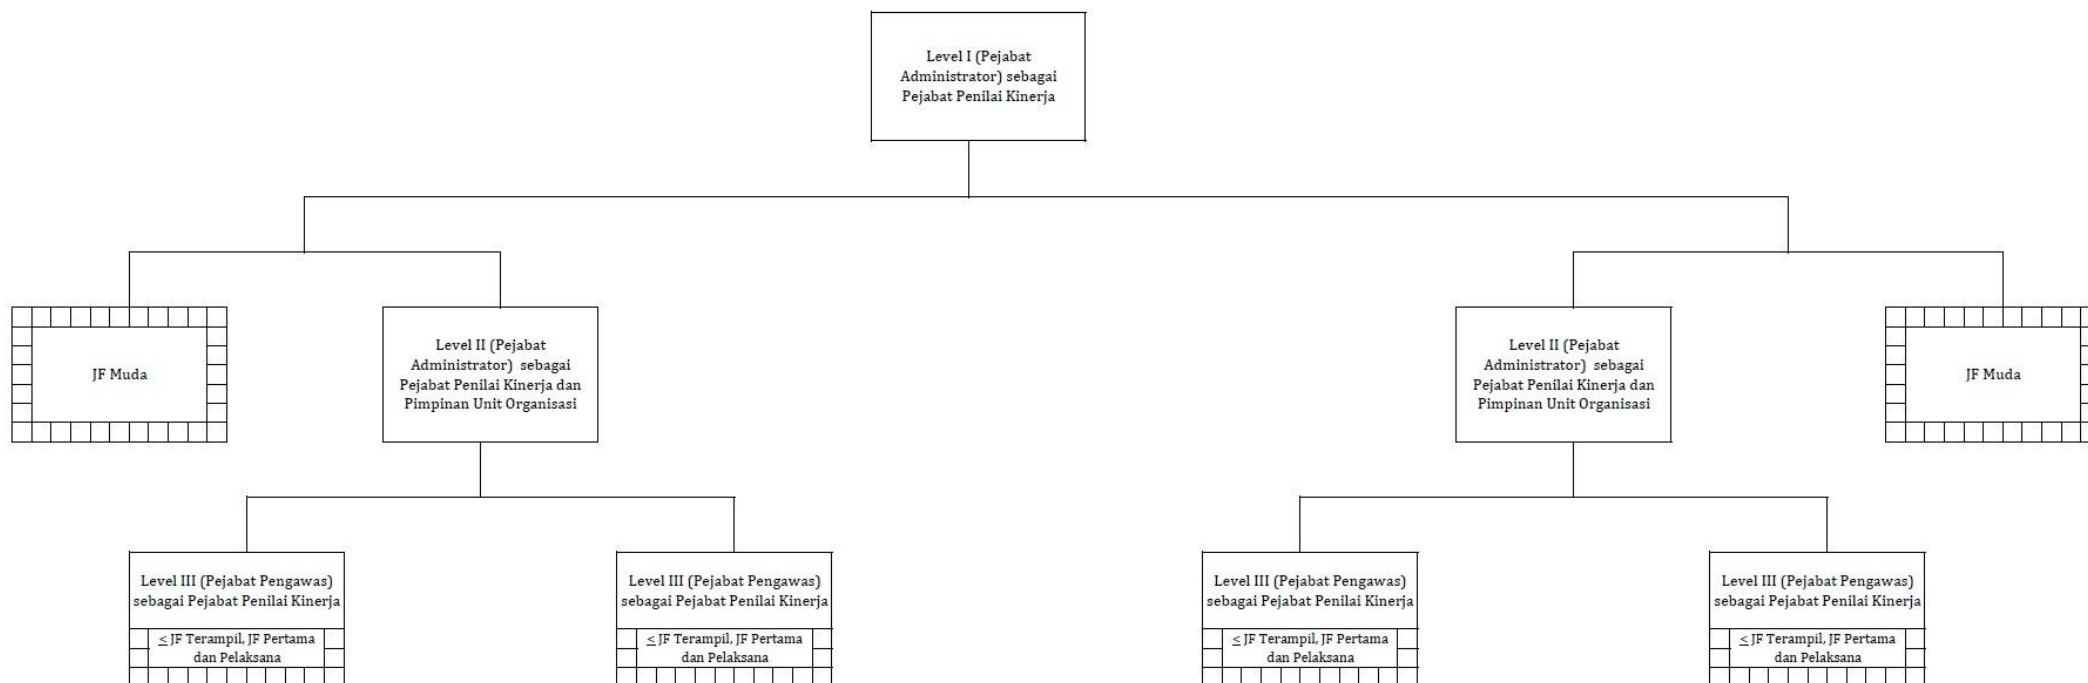 Level I (Pejabat
Administrator) sebagai
Pejabat Penilai Kinerja
JF Muda
Level II (Pejabat
Administrator) sebagai
Pejabat Penilai Kinerja dan
Pimpinan Unit Organisasi
Level II (Pejabat
Administrator) sebagai
Pejabat Penilai Kinerja dan
Pimpinan Unit Organisasi
JF Muda
Level III (Pejabat Pengawas)
sebagai Pejabat Penilai Kinerja
≤ JF Terampil, JF Pertama
dan Pelaksana
Level III (Pejabat Pengawas)
sebagai Pejabat Penilai Kinerja
≤ JF Terampil, JF Pertama
dan Pelaksana
Level III (Pejabat Pengawas)
sebagai Pejabat Penilai Kinerja
≤ JF Terampil, JF Pertama
dan Pelaksana
Level III (Pejabat Pengawas)
sebagai Pejabat Penilai Kinerja
≤ JF Terampil, JF Pertama
dan Pelaksana